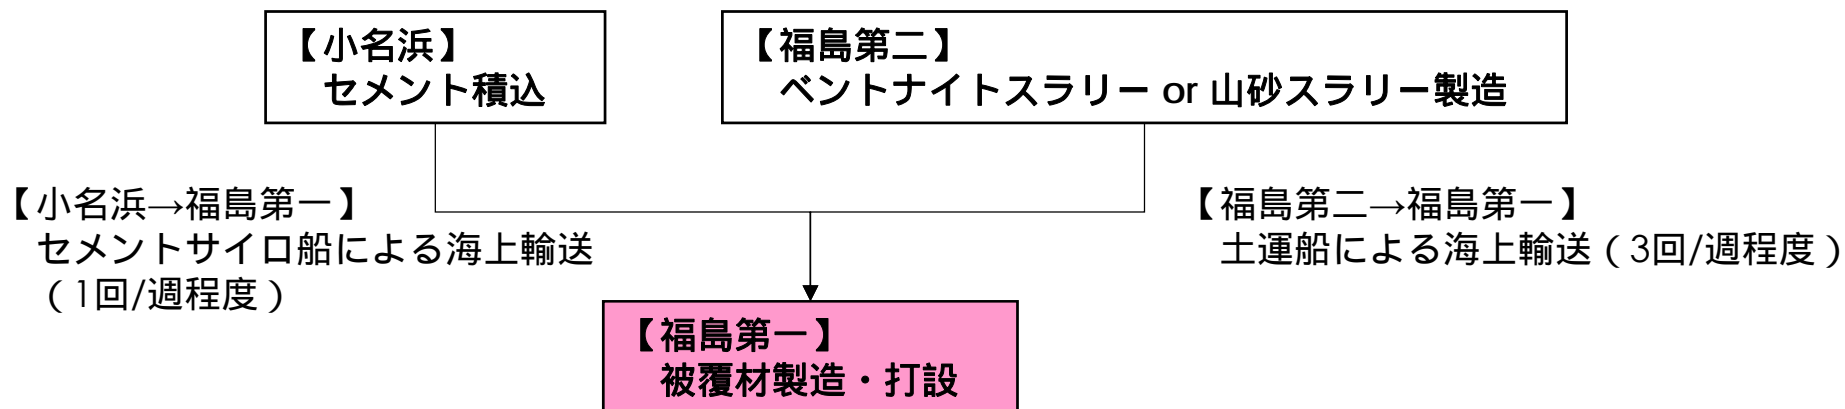 【小名浜】
セメント積込
【福島第二】
ベントナイトスラリー or 山砂スラリー製造
【小名浜→福島第一】
セメントサイロ船による海上輸送
(1回/週程度)
【福島第二→福島第一】
土運船による海上輸送(3回/週程度)
【福島第一】
被覆材製造・打設